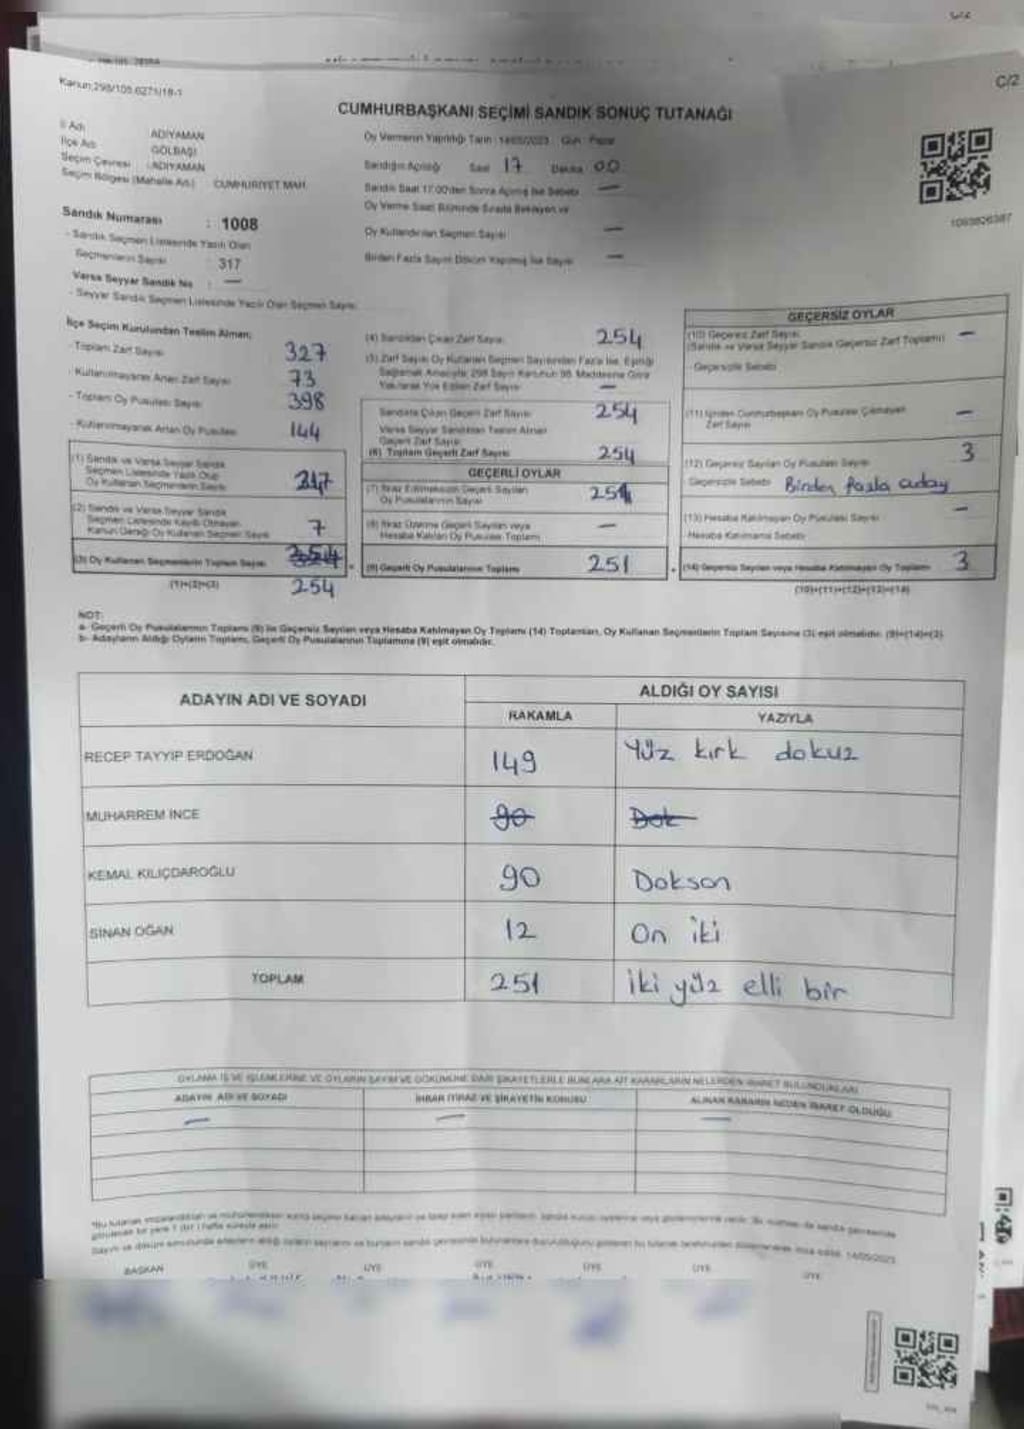 Kanun:298/105,6271/18-1
C/2
CUMHURBAŞKANI SEÇİMİ SANDIK SONUÇ TUTANAĞI
İl Adı ADIYAMAN
İlçe Adı GÖLBAŞI
Seçim Çevresi : ADIYAMAN
Seçim Bölgesi (Mahalle Adı) CUMHURİYET MAH.
Sandık Numarası : 1008
- Sandık Seçmen Listesinde Yazılı Olan
Seçmenlerin Sayısı : 317
Varsa Seyyar Sandık No : —
- Seyyar Sandık Seçmen Listesinde Yazılı Olan Seçmen Sayısı
Oy Vermenin Yapıldığı Tarih : 14/05/2023 Gün : Pazar
Sandığın Açıldığı Saat 17 Dakika 00
Sandık Saat 17:00'den Sonra Açılmış İse Sebebi —
Oy Verme Saati Bitiminde Sırada Bekleyen ve
Oy Kullandırılan Seçmen Sayısı —
Birden Fazla Sayım Döküm Yapılmış İse Sayısı —
İlçe Seçim Kurulundan Teslim Alınan:
- Toplam Zarf Sayısı 327
- Kullanılmayarak Artan Zarf Sayısı 73
- Toplam Oy Pusulası Sayısı 398
- Kullanılmayarak Artan Oy Pusulası 144
(1) Sandık ve Varsa Seyyar Sandık
Seçmen Listesinde Yazılı Olup
Oy Kullanan Seçmenlerin Sayısı
(2) Sandık ve Varsa Seyyar Sandık
Seçmen Listesinde Kayıtlı Olmayan
Kanun Gereği Oy Kullanan Seçmen Sayısı 7
(3) Oy Kullanan Seçmenlerin Toplam Sayısı
(1)+(2)=(3) 254
(4) Sandıktan Çıkan Zarf Sayısı 254
(5) Zarf Sayısı Oy Kullanan Seçmen Sayısından Fazla İse, Eşitliği
Sağlamak Amacıyla 298 Sayılı Kanunun 98. Maddesine Göre
Yakılarak Yok Edilen Zarf Sayısı —
Sandıkta Çıkan Geçerli Zarf Sayısı 254
Varsa Seyyar Sandıktan Teslim Alınan
Geçerli Zarf Sayısı
(6) Toplam Geçerli Zarf Sayısı 254
GEÇERLİ OYLAR
(7) İtiraz Edilmeksizin Geçerli Sayılan
Oy Pusulalarının Sayısı 251
(8) İtiraz Üzerine Geçerli Sayılan veya
Hesaba Katılan Oy Pusulası Toplamı —
(9) Geçerli Oy Pusulalarının Toplamı 251
GEÇERSİZ OYLAR
(10) Geçersiz Zarf Sayısı
(Sandık ve Varsa Seyyar Sandık Geçersiz Zarf Toplamı) —
Geçersizlik Sebebi
(11) İçinden Cumhurbaşkanı Oy Pusulası Çıkmayan
Zarf Sayısı —
(12) Geçersiz Sayılan Oy Pusulası Sayısı 3
Geçersizlik Sebebi Birden fazla aday
(13) Hesaba Katılmayan Oy Pusulası Sayısı —
Hesaba Katılmama Sebebi
(14) Geçersiz Sayılan veya Hesaba Katılmayan Oy Toplamı 3
(10)+(11)+(12)+(13)=(14)
NOT:
a- Geçerli Oy Pusulalarının Toplamı (9) ile Geçersiz Sayılan veya Hesaba Katılmayan Oy Toplamı (14) Toplamları, Oy Kullanan Seçmenlerin Toplam Sayısına (3) eşit olmalıdır. (9)+(14)=(3)
b- Adayların Aldığı Oyların Toplamı, Geçerli Oy Pusulalarının Toplamına (9) eşit olmalıdır.
ADAYIN ADI VE SOYADI
ALDIĞI OY SAYISI
RAKAMLA YAZIYLA
RECEP TAYYİP ERDOĞAN 149 Yüz kırk dokuz
MUHARREM İNCE 90 Dok
KEMAL KILIÇDAROĞLU 90 Doksan
SİNAN OĞAN 12 On iki
TOPLAM 251 İki yüz elli bir
OYLAMA İŞ VE İŞLEMLERİNE VE OYLARIN SAYIM VE DÖKÜMÜNE DAİR ŞİKAYETLERLE BUNLARA AİT KARARLARIN NELERDEN İBARET BULUNDUKLARI
ADAYIN ADI VE SOYADI İHBAR İTİRAZ VE ŞİKAYETİN KONUSU ALINAN KARARIN NEDEN İBARET OLDUĞU
— — —
BAŞKAN ÜYE ÜYE ÜYE ÜYE ÜYE ÜYE